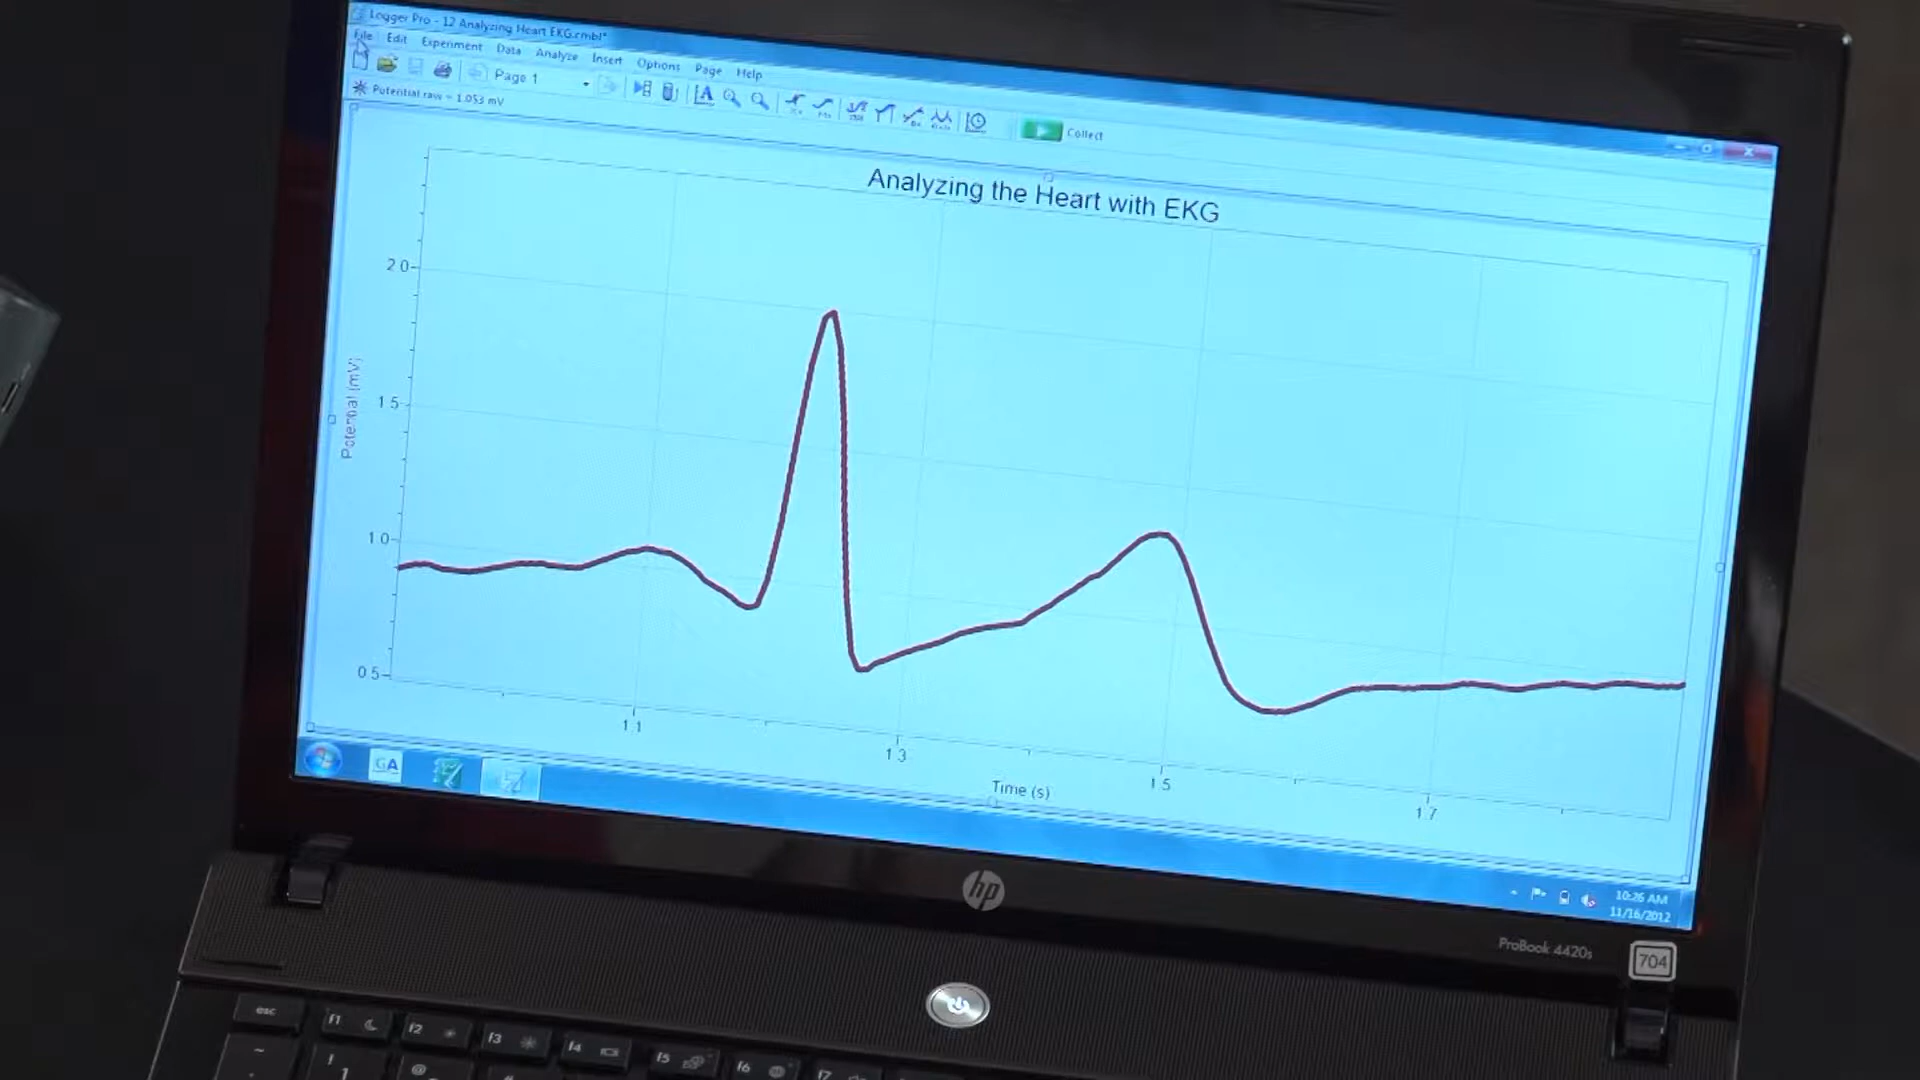 Logger Pro - 12 Analyzing Heart EKG.cmbl*
File Edit Experiment Data Analyze Insert Options Page Help
Page 1
Collect
Potential raw = 1.053 mV
Analyzing the Heart with EKG
2.0
1.5
1.0
0.5
Potential (mV)
1.1
1.3
1.5
1.7
Time (s)
GA
10:26 AM
11/16/2012
hp
ProBook 4420s
704
esc
f1
f2
f3
f4
f5
f6
f7
~
!
1
@